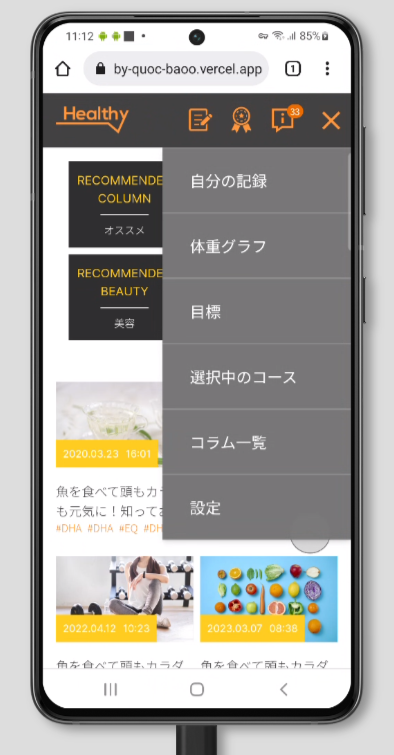 11:12
85%
by-quoc-baoo.vercel.app
1
Healthy
33
自分の記録
体重グラフ
目標
選択中のコース
コラム一覧
設定
RECOMMENDE
COLUMN
オススメ
RECOMMENDE
BEAUTY
美容
2020.03.23 16:01
魚を食べて頭もカ
も元気に！知って
#DHA #DHA #EQ #DH
2022.04.12 10:23
2023.03.07 08:38
魚を食べて頭もカラダ
魚を食べて頭もカラダ